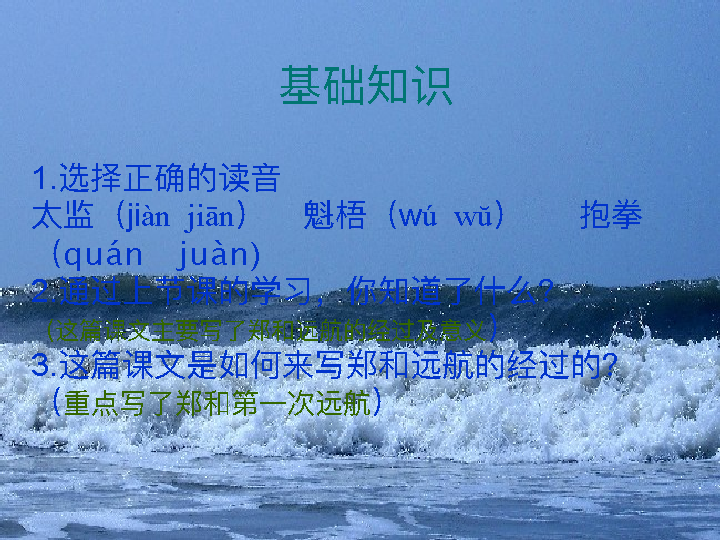 基础知识
1.选择正确的读音
太监（jiàn jiān） 魁梧（wú wǔ） 抱拳
（quán juàn）
2.通过上节课的学习，你知道了什么?
（这篇课文主要写了郑和远航的经过及意义）
3.这篇课文是如何来写郑和远航的经过的?
（重点写了郑和第一次远航）